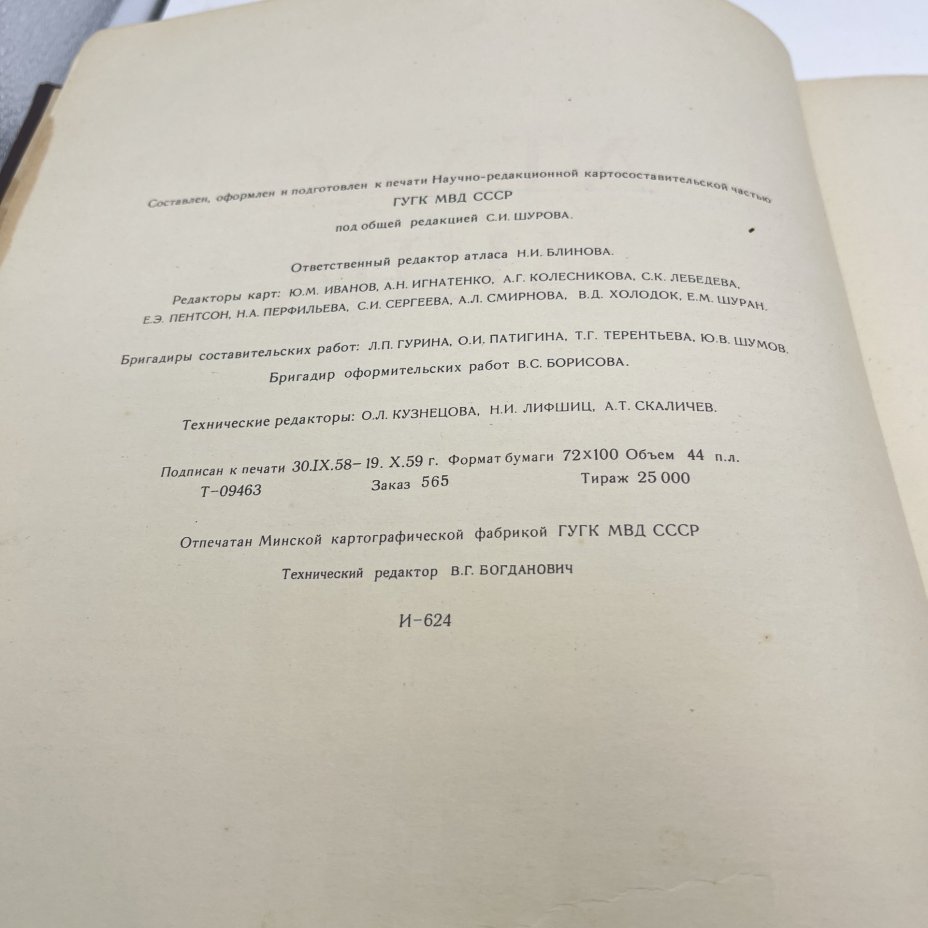 Составлен, оформлен и подготовлен к печати Научно-редакционной картосоставительской частью
ГУГК МВД СССР
под общей редакцией С.И. ШУРОВА.
Ответственный редактор атласа Н.И. БЛИНОВА.
Редакторы карт: Ю.М. ИВАНОВ, А.Н. ИГНАТЕНКО, А.Г. КОЛЕСНИКОВА, С.К. ЛЕБЕДЕВА,
Е.Э. ПЕНТСОН, Н.А. ПЕРФИЛЬЕВА, С.И. СЕРГЕЕВА, А.Л. СМИРНОВА, В.Д. ХОЛОДОК, Е.М. ШУРАН.
Бригадиры составительских работ: Л.П. ГУРИНА, О.И. ПАТИГИНА, Т.Г. ТЕРЕНТЬЕВА, Ю.В. ШУМОВ.
Бригадир оформительских работ В.С. БОРИСОВА.
Технические редакторы: О.Л. КУЗНЕЦОВА, Н.И. ЛИФШИЦ, А.Т. СКАЛИЧЕВ.
Подписан к печати 30.IX.58-19. X.59 г. Формат бумаги 72×100 Объем 44 п.л.
Т-09463 Заказ 565 Тираж 25 000
Отпечатан Минской картографической фабрикой ГУГК МВД СССР
Технический редактор В.Г. БОГДАНОВИЧ
И-624